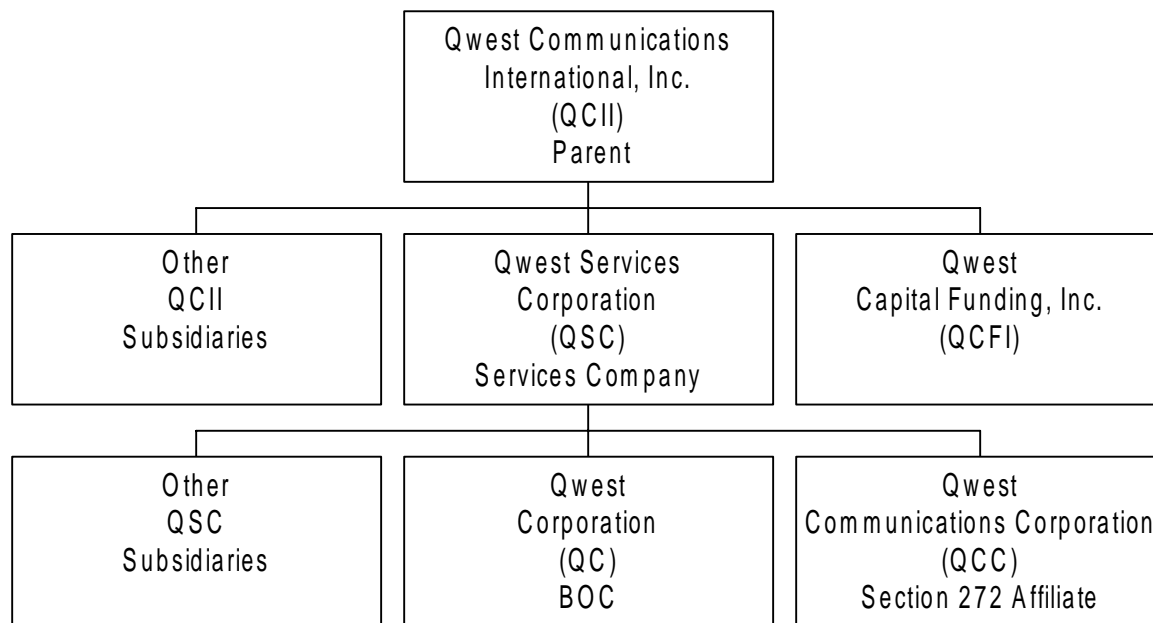 Qwest Communications
International, Inc.
(QCII)
Parent
Other
QCII
Subsidiaries
Qwest Services
Corporation
(QSC)
Services Company
Qwest
Capital Funding, Inc.
(QCFI)
Other
QSC
Subsidiaries
Qwest
Corporation
(QC)
BOC
Qwest
Communications Corporation
(QCC)
Section 272 Affiliate